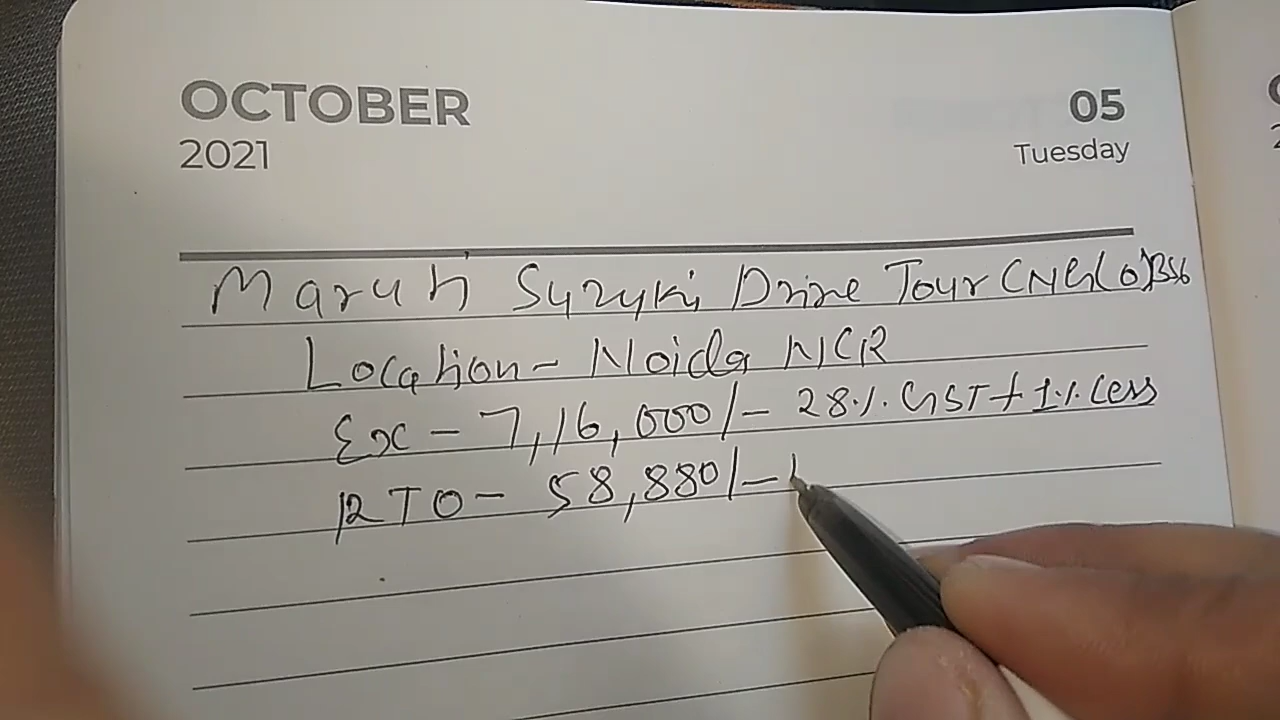 OCTOBER
2021
05
Tuesday
Maruti Suzuki Dzire Tour CNG(O)BS6
Location- Noida NCR
Ex - 7,16,000/- 28% GST + 1% Cess
RTO - 58,880/-